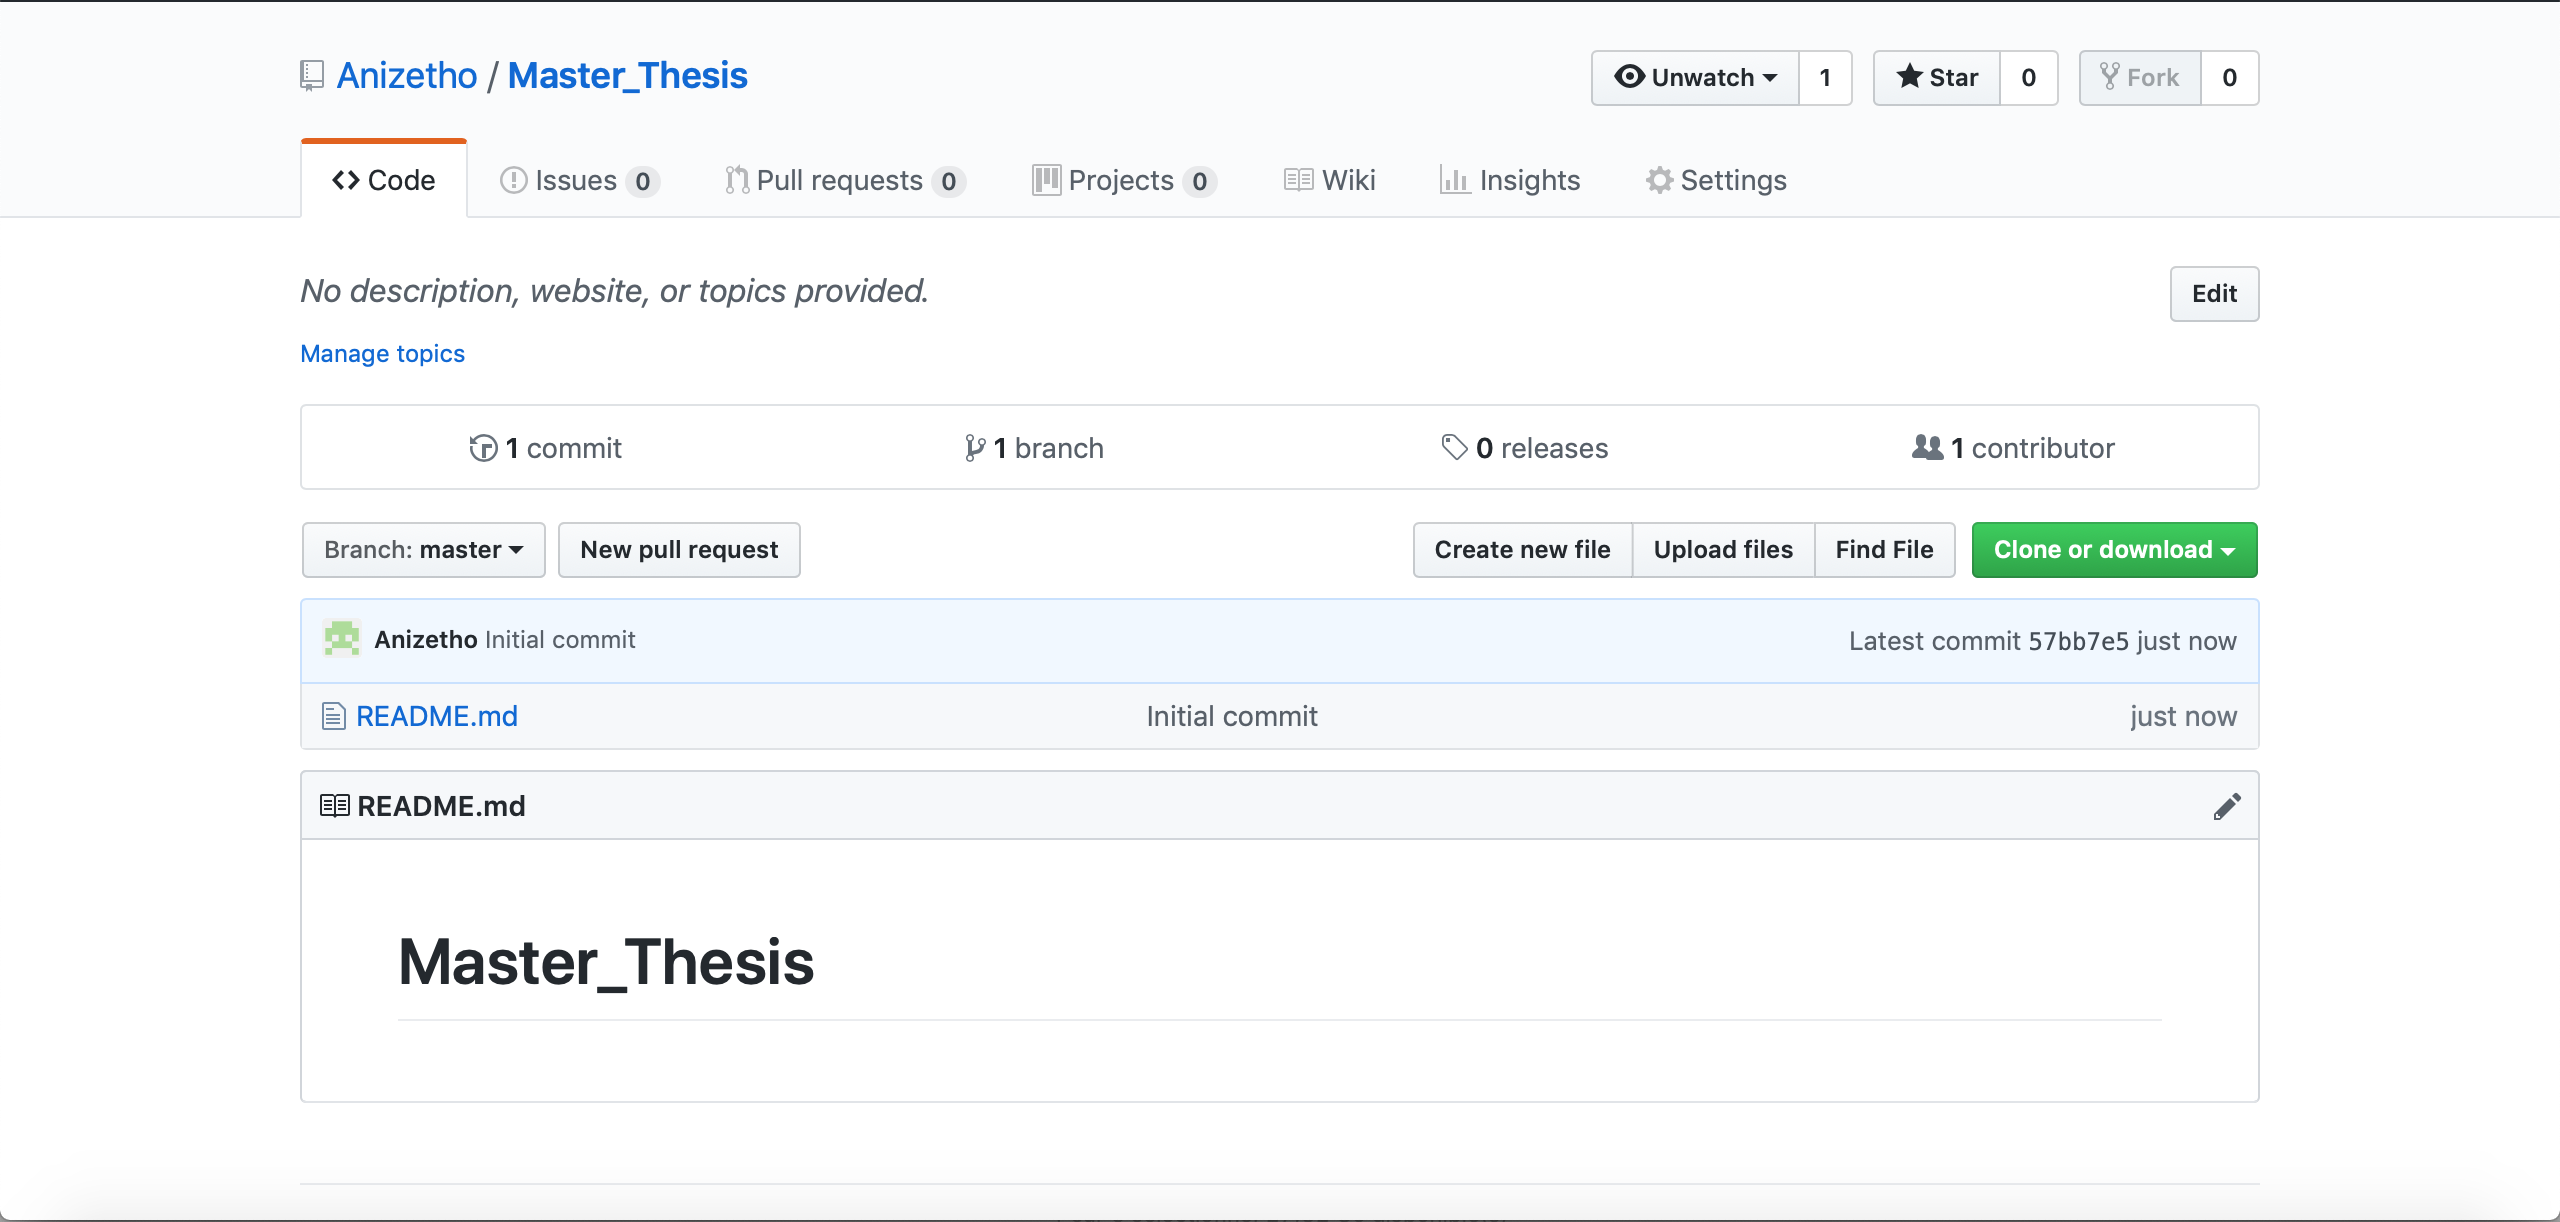 Anizetho / Master_Thesis
Unwatch 1 Star 0 Fork 0
Code Issues 0 Pull requests 0 Projects 0 Wiki Insights Settings
No description, website, or topics provided.
Edit
Manage topics
1 commit 1 branch 0 releases 1 contributor
Branch: master New pull request Create new file Upload files Find File Clone or download
Anizetho Initial commit Latest commit 57bb7e5 just now
README.md Initial commit just now
README.md
Master_Thesis